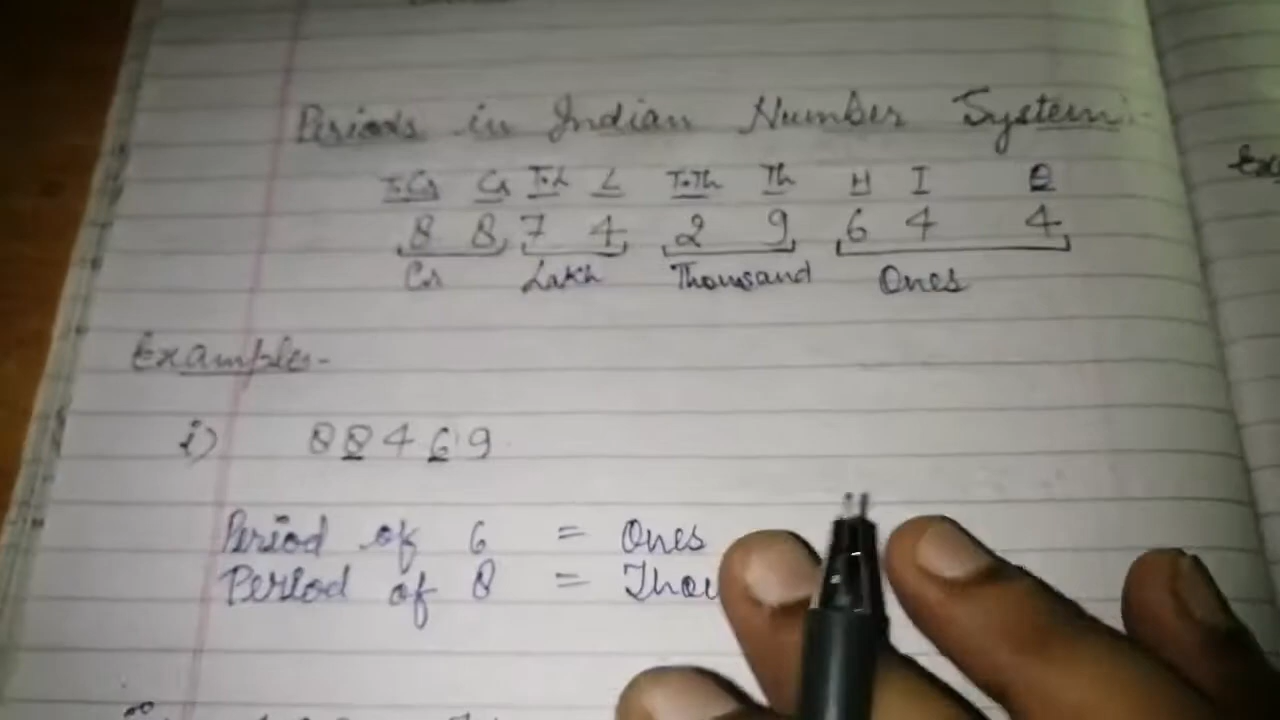 Periods in Indian Number System:-
T.Cr Cr T.L L T.Th Th H T O
8 8 7 4 2 9 6 4 4
Cr Lakh Thousand Ones
Examples-
i) 88469
Period of 6 = Ones
Period of 8 = Thou